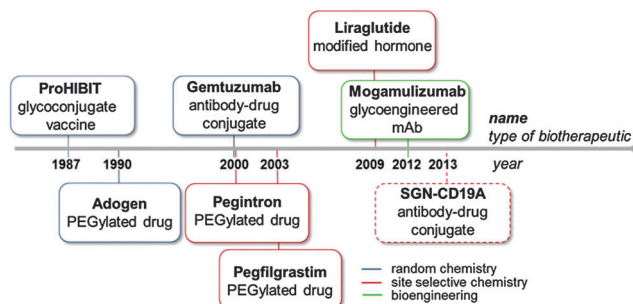 Liraglutide
modified hormone
ProHIBIT
glycoconjugate
vaccine
Gemtuzumab
antibody-drug
conjugate
Mogamulizumab
glycoengineered
mAb
name
type of biotherapeutic
1987
1990
2000
2003
2009
2012
2013
year
Adogen
PEGylated drug
Pegintron
PEGylated drug
SGN-CD19A
antibody-drug
conjugate
Pegfilgrastim
PEGylated drug
random chemistry
site selective chemistry
bioengineering